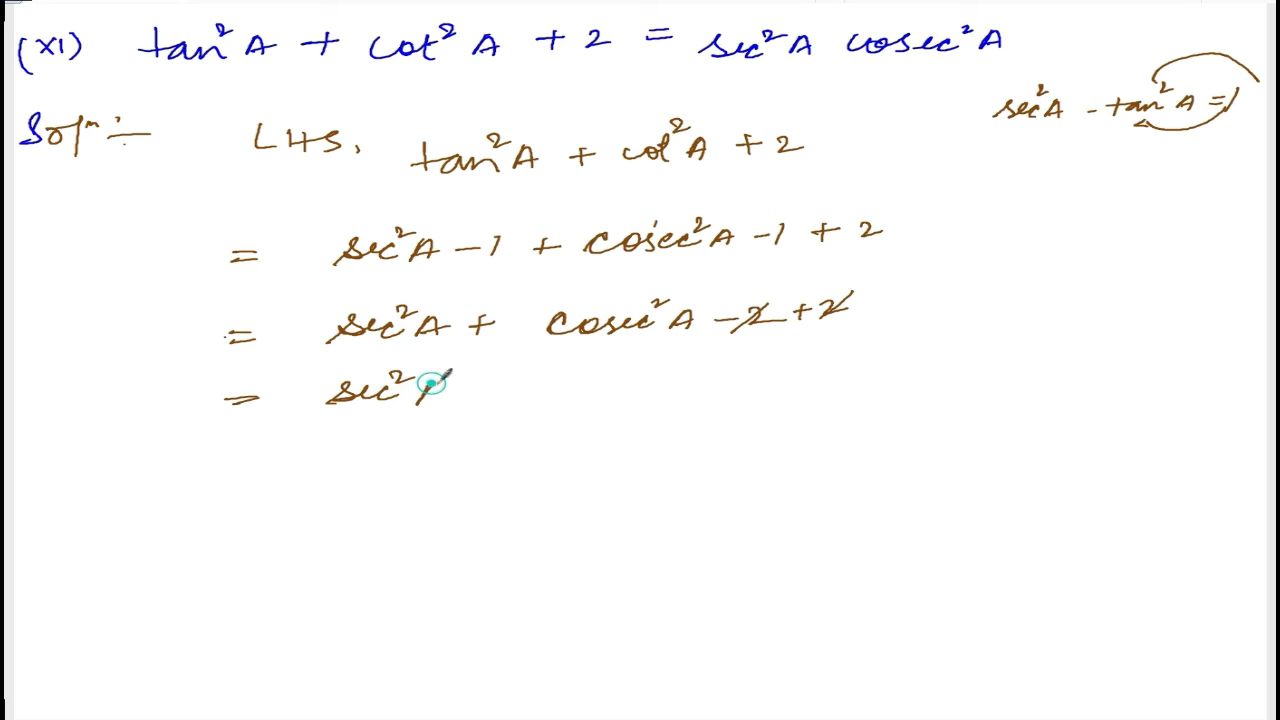 (XI) tan²A + cot²A + 2 = sec²A cosec²A
sec²A - tan²A = 1
Solⁿ :- LHS, tan²A + cot²A + 2
= sec²A - 1 + cosec²A - 1 + 2
= sec²A + cosec²A - 2 + 2
= sec²